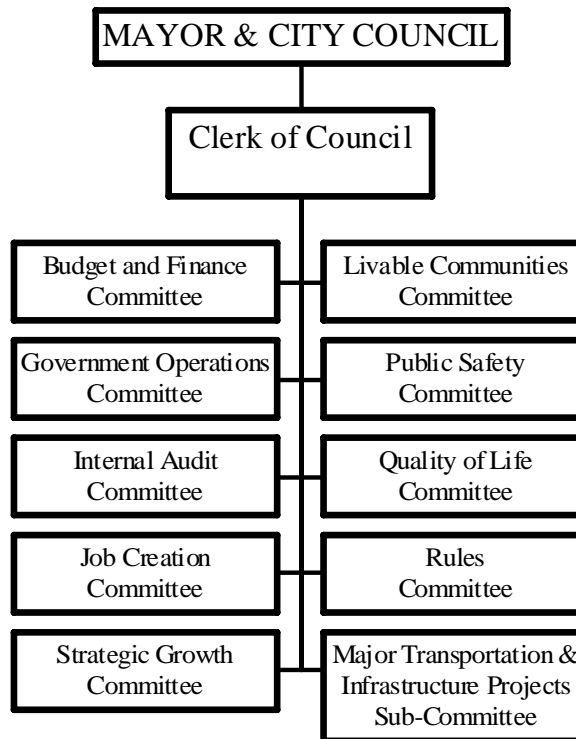 MAYOR & CITY COUNCIL
Clerk of Council
Budget and Finance
Committee
Livable Communities
Committee
Government Operations
Committee
Public Safety
Committee
Internal Audit
Committee
Quality of Life
Committee
Job Creation
Committee
Rules
Committee
Strategic Growth
Committee
Major Transportation &
Infrastructure Projects
Sub-Committee